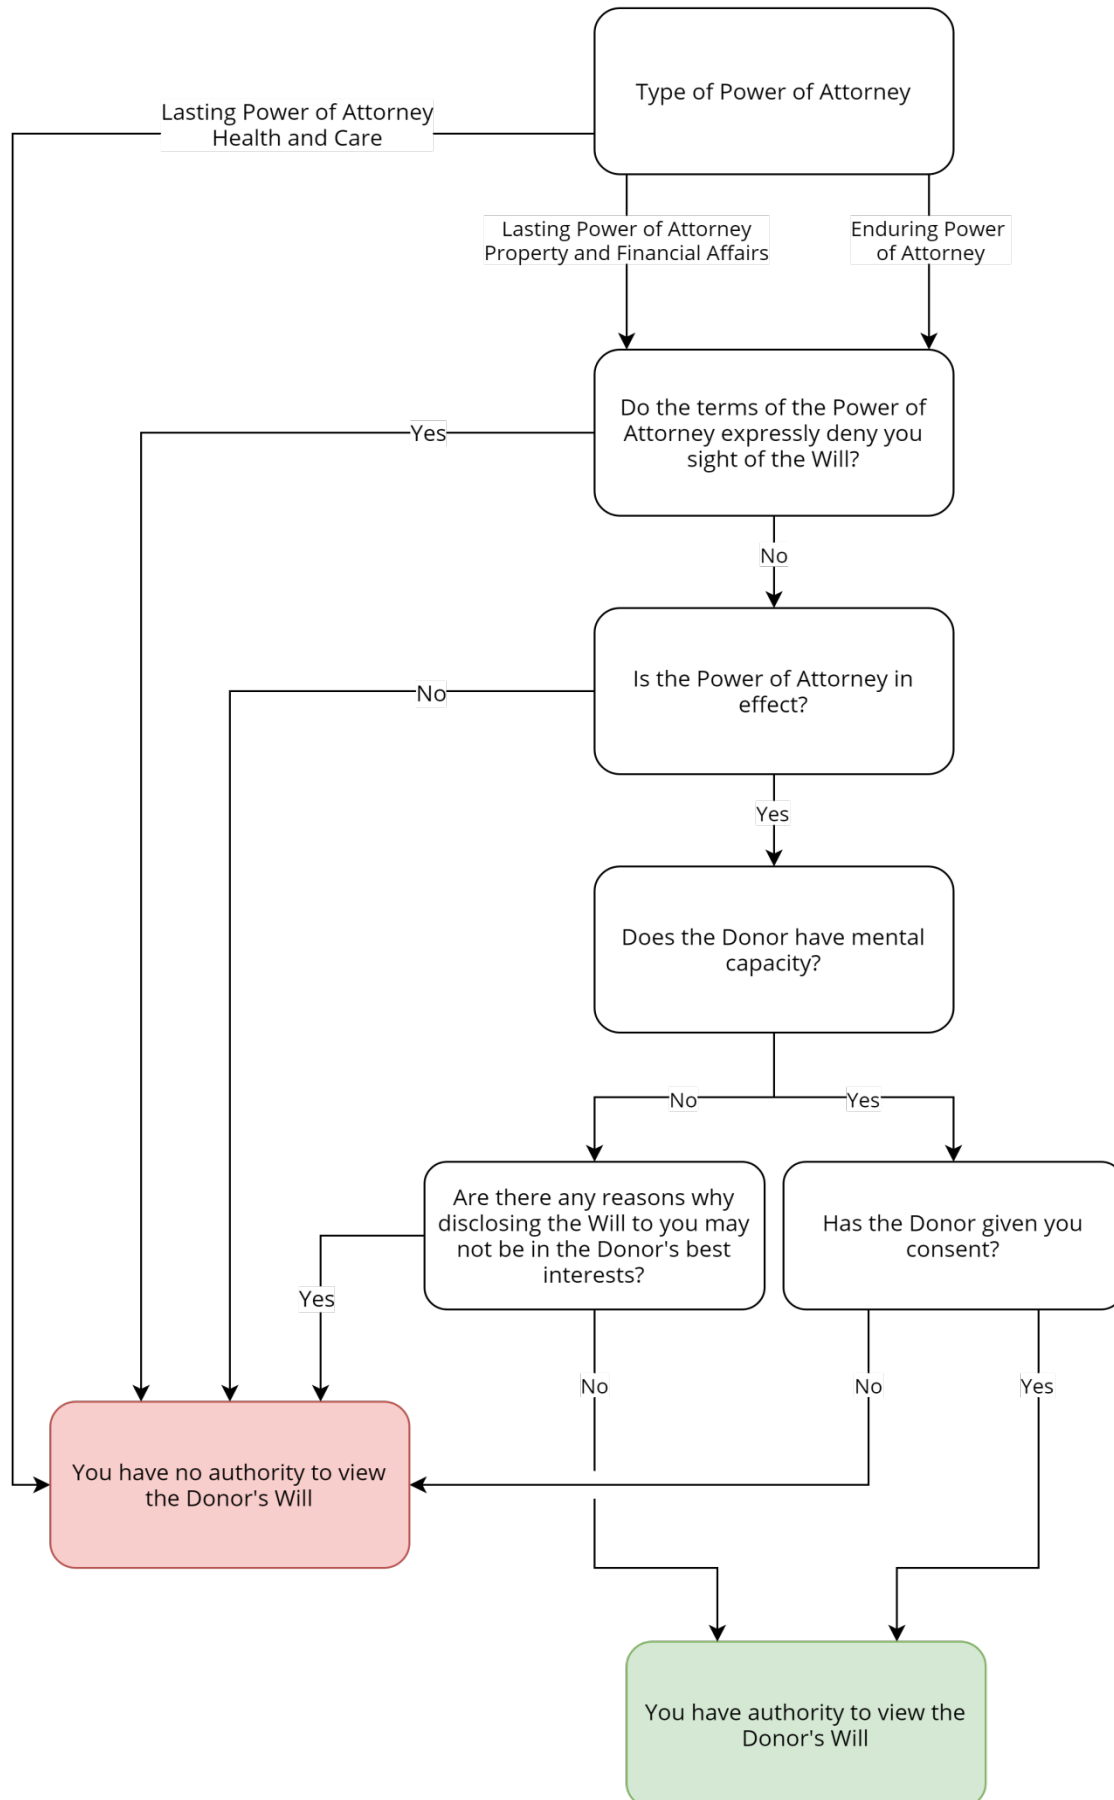 Type of Power of Attorney
Lasting Power of Attorney
Health and Care
Lasting Power of Attorney
Property and Financial Affairs
Enduring Power
of Attorney
Do the terms of the Power of
Attorney expressly deny you
sight of the Will?
Yes
No
Is the Power of Attorney in
effect?
No
Yes
Does the Donor have mental
capacity?
No
Yes
Are there any reasons why
disclosing the Will to you may
not be in the Donor's best
interests?
Has the Donor given you
consent?
Yes
No
No
Yes
You have no authority to view
the Donor's Will
You have authority to view the
Donor's Will